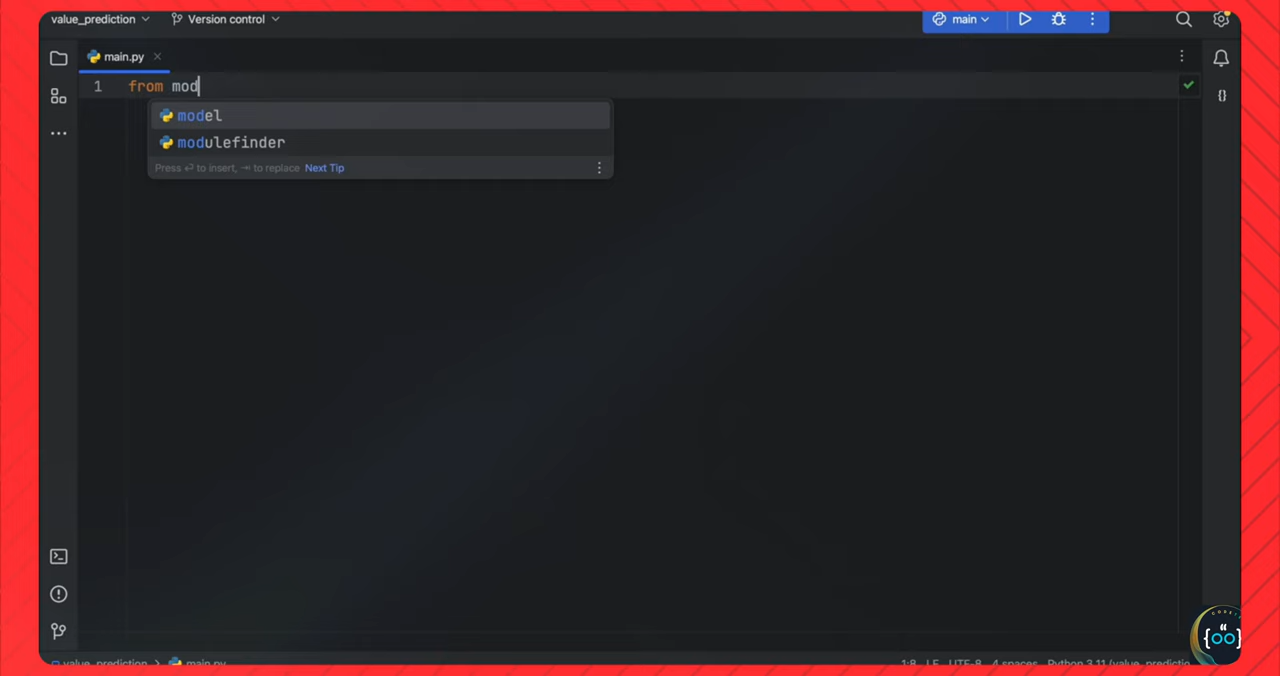 value_prediction
Version control
main
main.py
1 from mod
model
modulefinder
Press ↵ to insert, ⇥ to replace Next Tip
value_prediction > main.py
1:8 LF UTF-8 4 spaces Python 3.11 (value_predictio